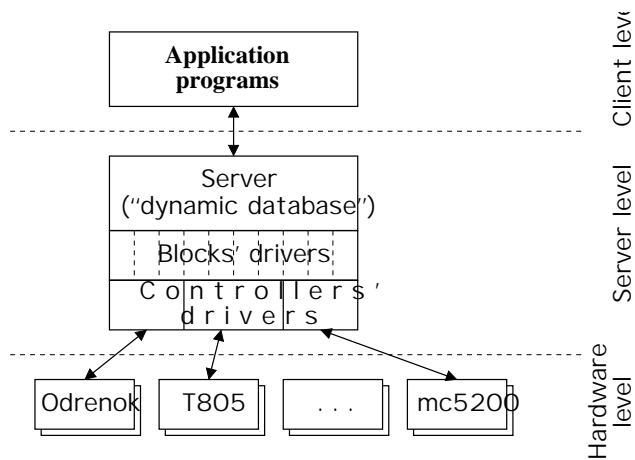 Application
programs
Client leve
Server
("dynamic database")
Blocks' drivers
Controllers'
drivers
Server level
Odrenok
T805
. . .
mc5200
Hardware
level